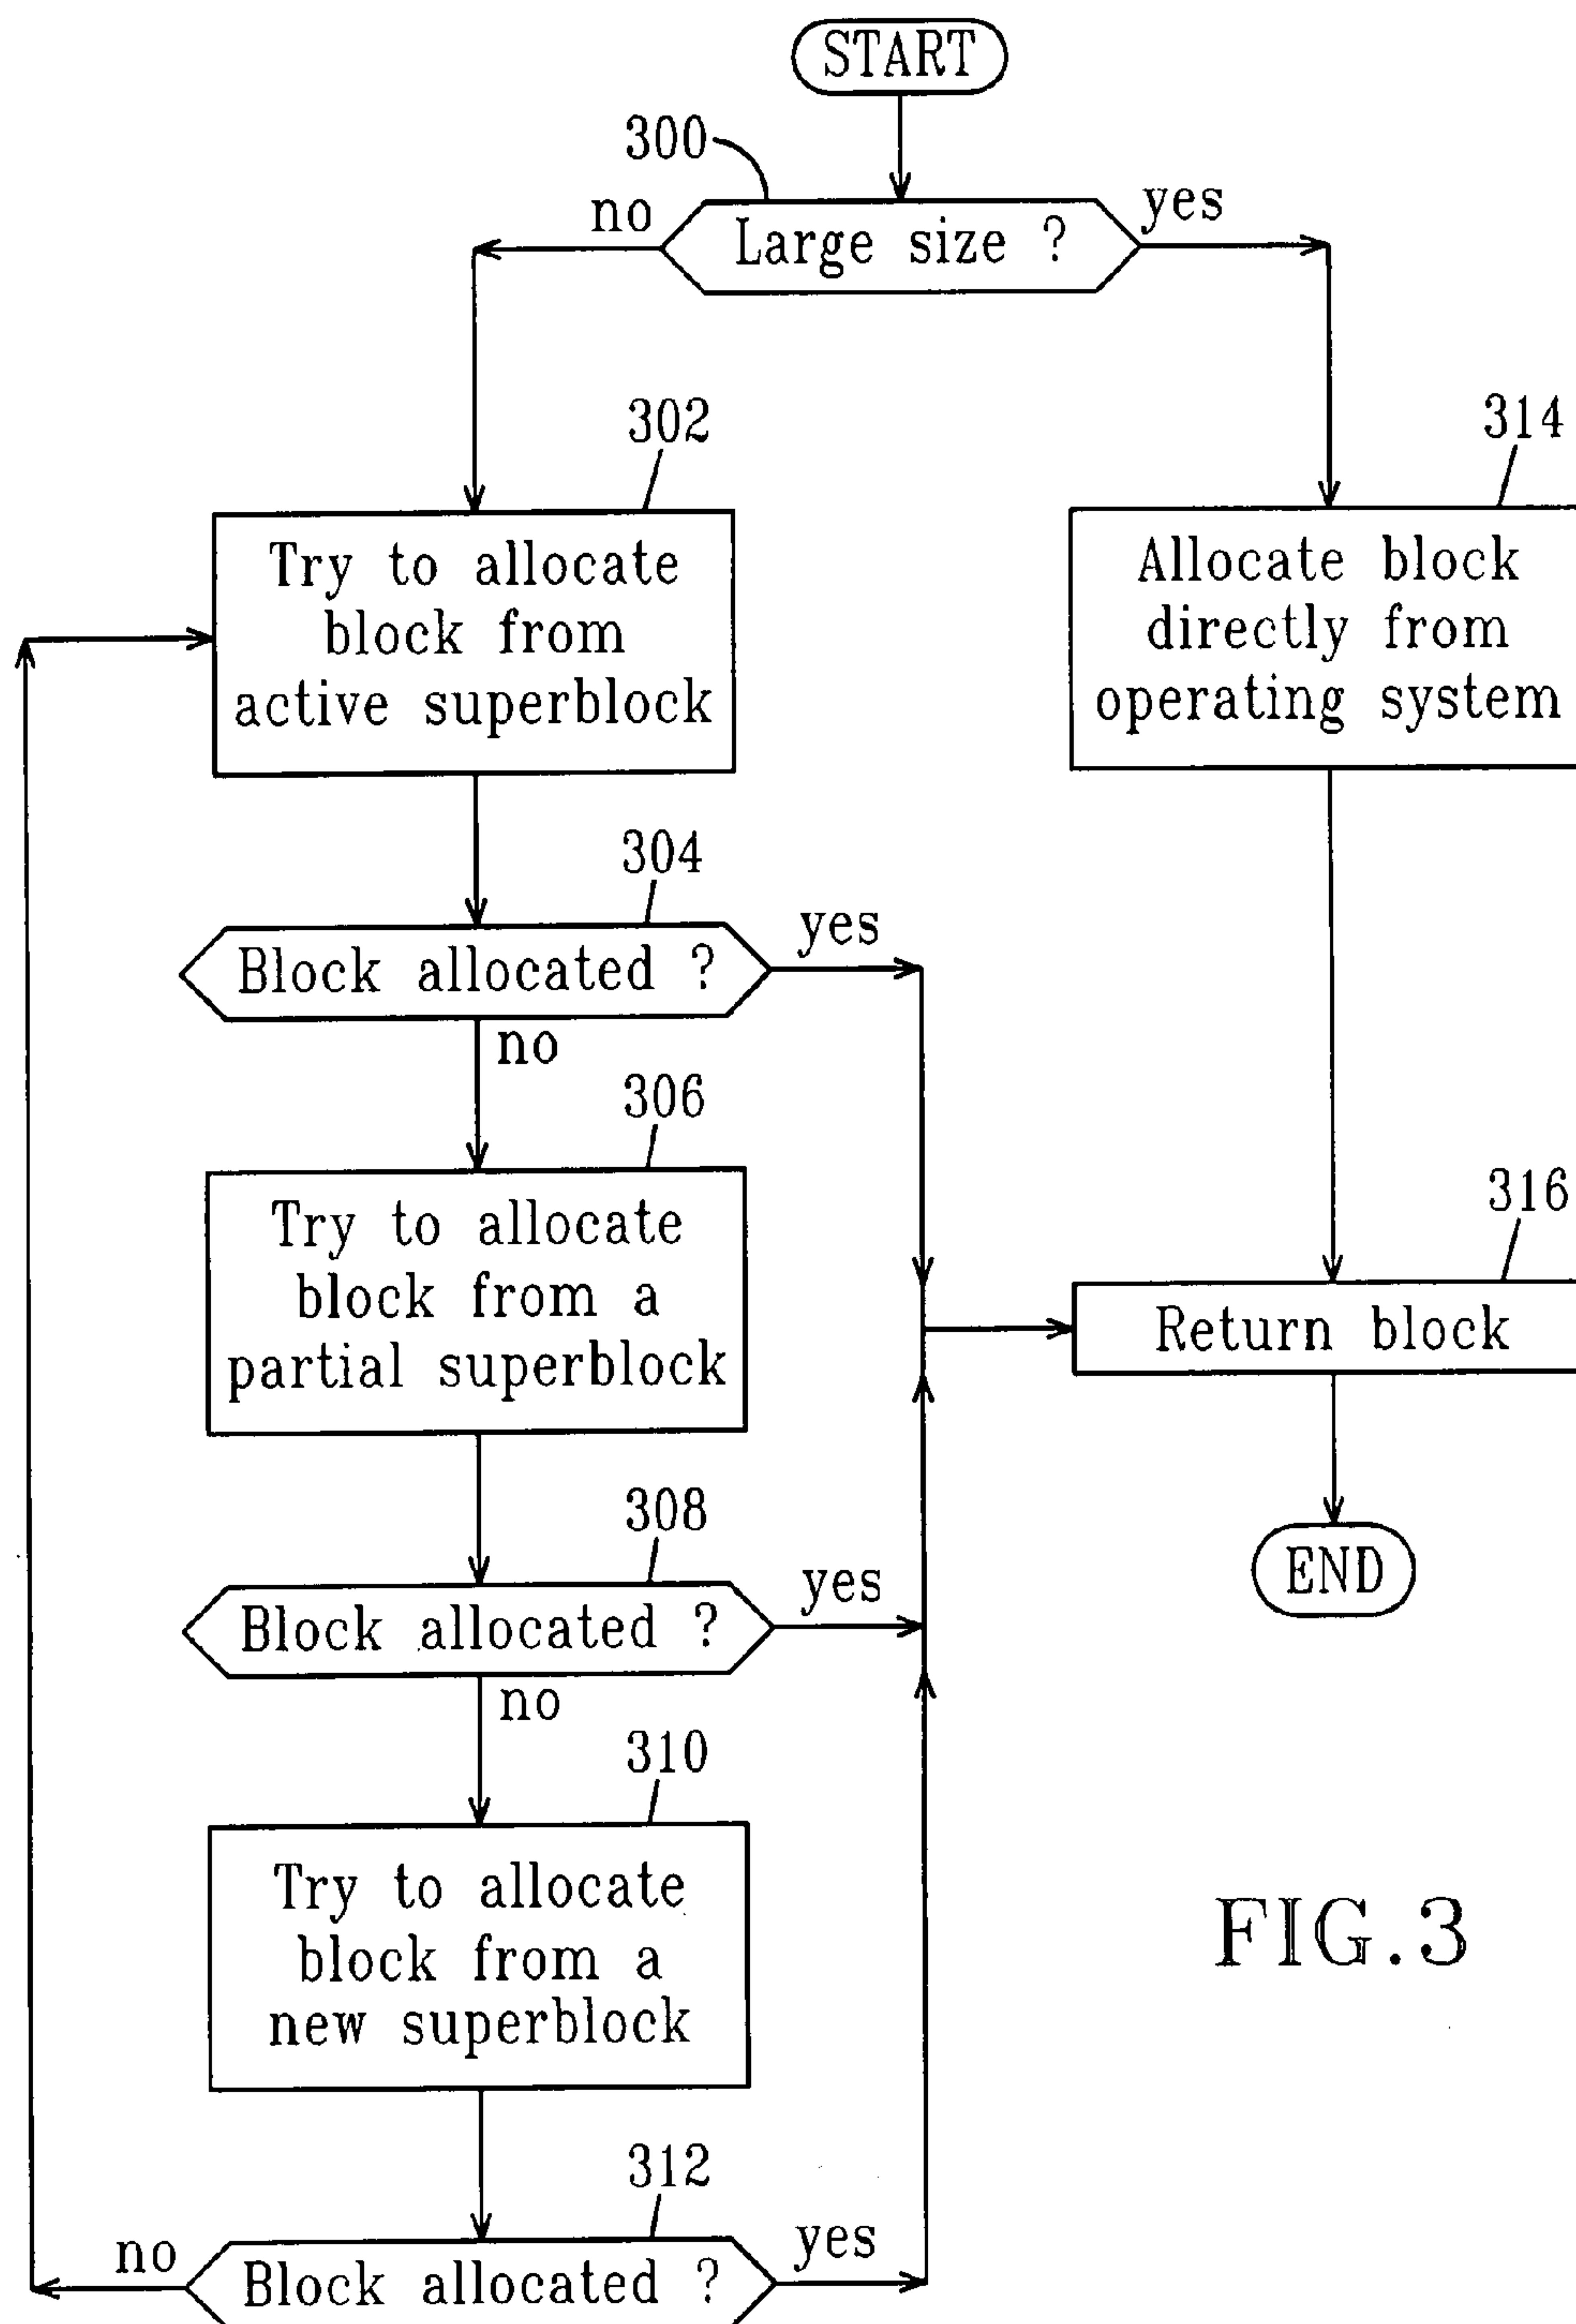 START
300
no
yes
Large size ?
302
314
Try to allocate
block from
active superblock
Allocate block
directly from
operating system
304
Block allocated ?
yes
no
306
Try to allocate
block from a
partial superblock
316
Return block
308
Block allocated ?
yes
no
END
310
Try to allocate
block from a
new superblock
FIG.3
312
no
Block allocated ?
yes